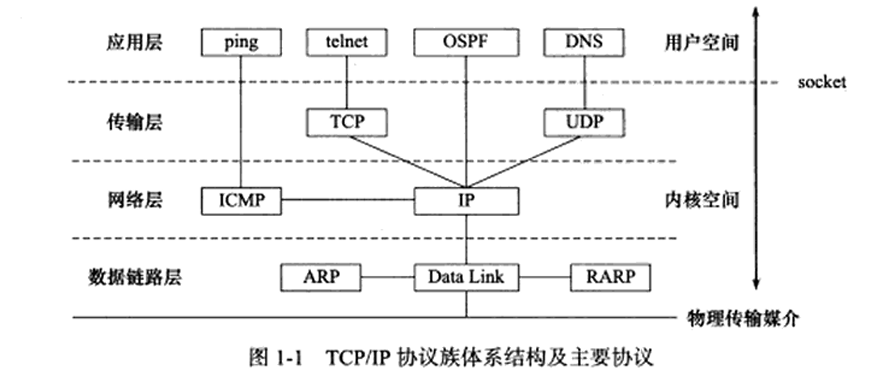 应用层 ping telnet OSPF DNS 用户空间
socket
传输层 TCP UDP
网络层 ICMP IP 内核空间
数据链路层 ARP Data Link RARP
物理传输媒介
图 1-1 TCP/IP 协议族体系结构及主要协议